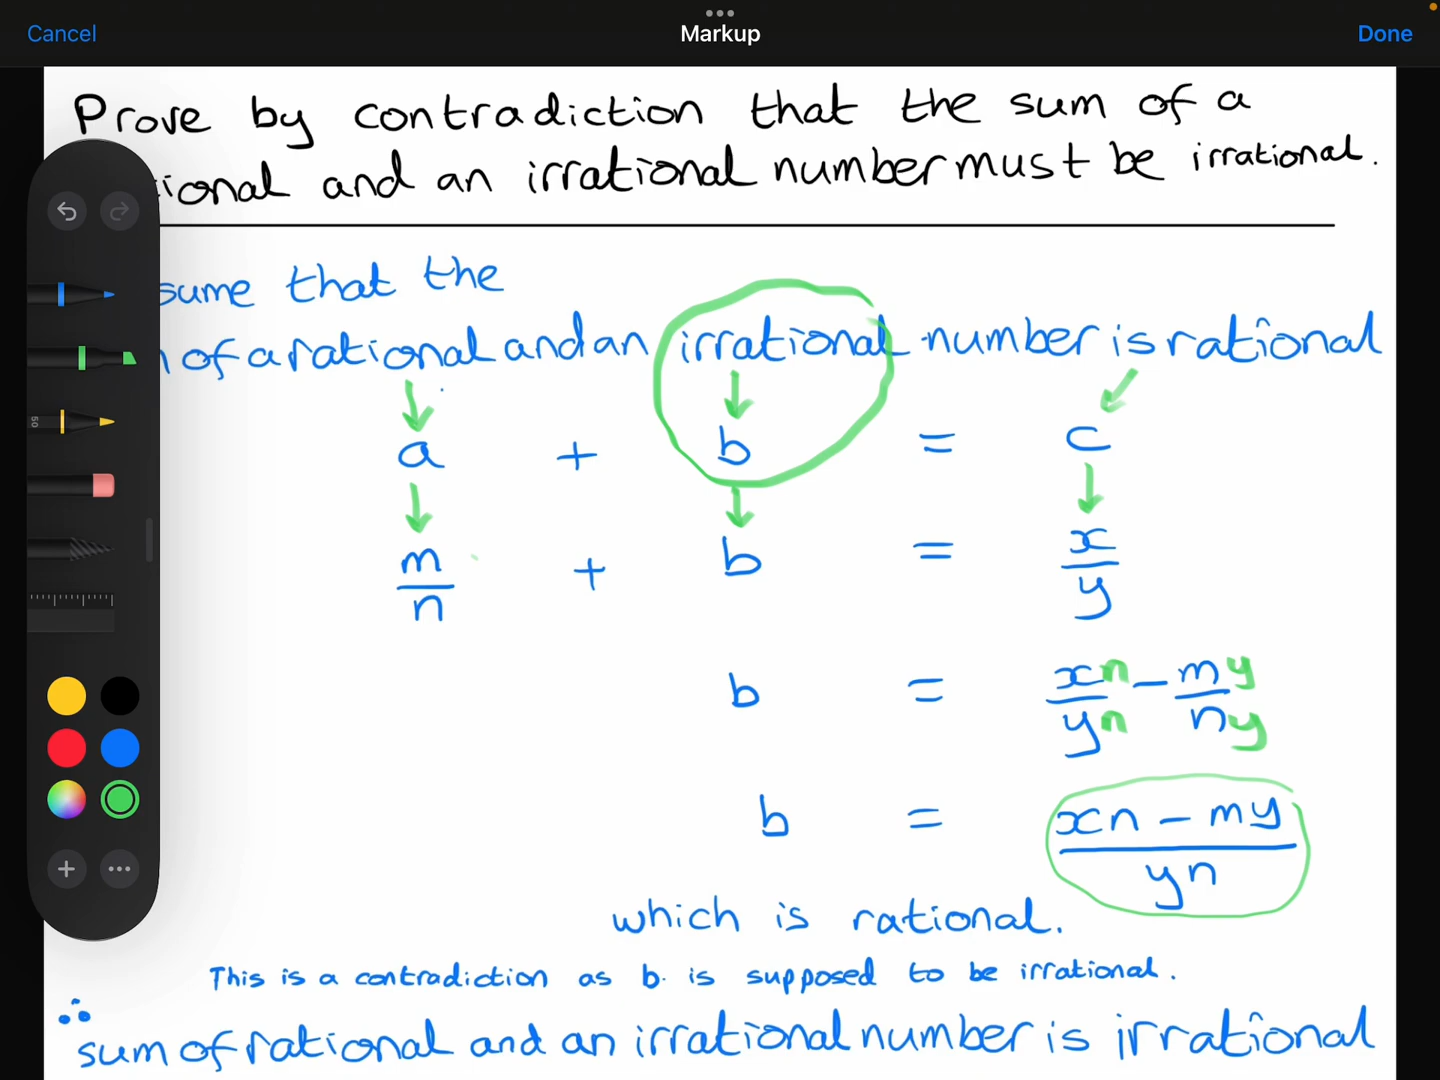 Cancel
Markup
Done
Prove by contradiction that the sum of a
ional and an irrational number must be irrational.
sume that the
of a rational and an irrational number is rational
a + b = c
m/n + b = x/y
b = xn/yn - my/ny
b = xn - my/yn
which is rational.
This is a contradiction as b is supposed to be irrational.
∴
sum of rational and an irrational number is irrational
50